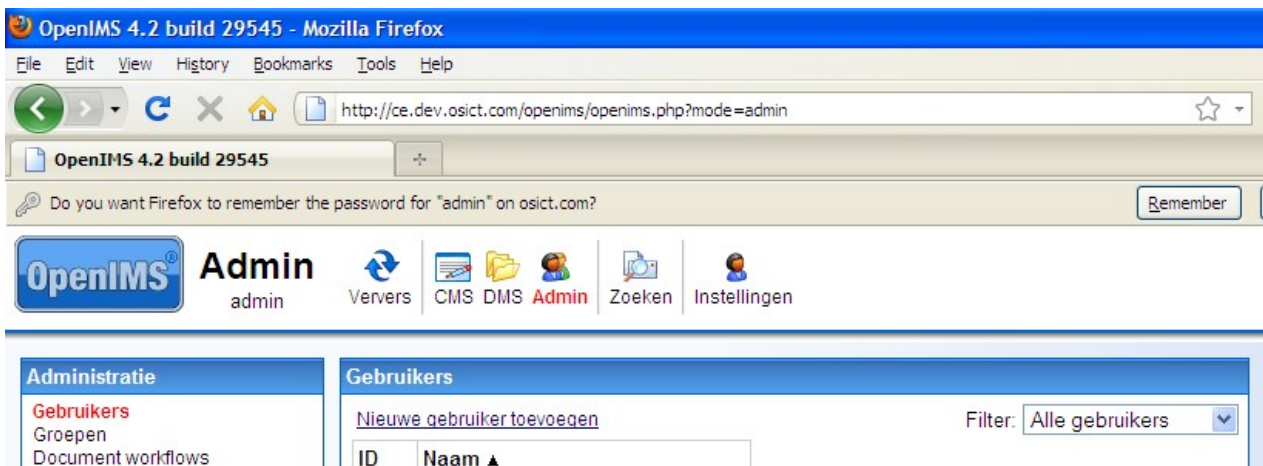 OpenIMS 4.2 build 29545 - Mozilla Firefox
File Edit View History Bookmarks Tools Help
http://ce.dev.osict.com/openims/openims.php?mode=admin
OpenIMS 4.2 build 29545
Do you want Firefox to remember the password for "admin" on osict.com? Remember
OpenIMS® Admin
admin
Ververs CMS DMS Admin Zoeken Instellingen
Administratie
Gebruikers
Groepen
Document workflows
Gebruikers
Nieuwe gebruiker toevoegen Filter: Alle gebruikers
ID Naam ▲